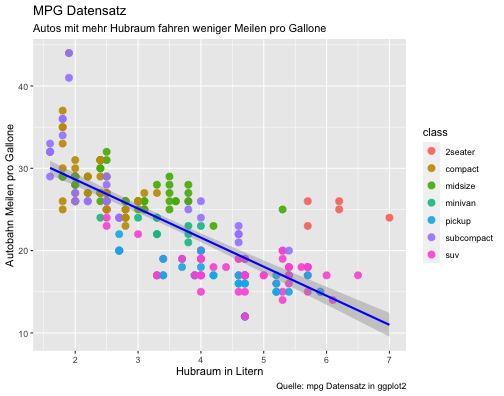 MPG Datensatz
Autos mit mehr Hubraum fahren weniger Meilen pro Gallone
Autobahn Meilen pro Gallone
40
30
20
10
2
3
4
5
6
7
Hubraum in Litern
class
2seater
compact
midsize
minivan
pickup
subcompact
suv
Quelle: mpg Datensatz in ggplot2